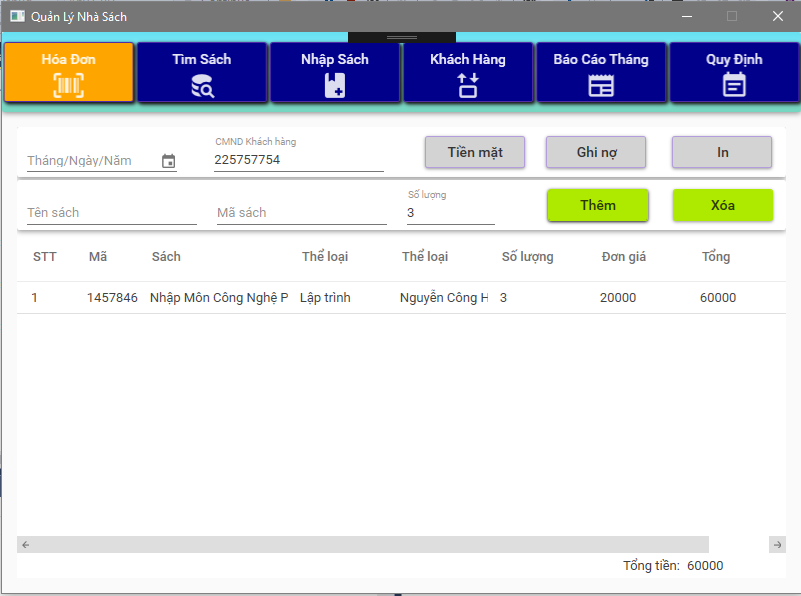 Quản Lý Nhà Sách
Hóa Đơn Tìm Sách Nhập Sách Khách Hàng Báo Cáo Tháng Quy Định
CMND Khách hàng
Tháng/Ngày/Năm 225757754 Tiền mặt Ghi nợ In
Số lượng
Tên sách Mã sách 3 Thêm Xóa
STT Mã Sách Thể loại Thể loại Số lượng Đơn giá Tổng
1 1457846 Nhập Môn Công Nghệ P Lập trình Nguyễn Công H 3 20000 60000
Tổng tiền: 60000